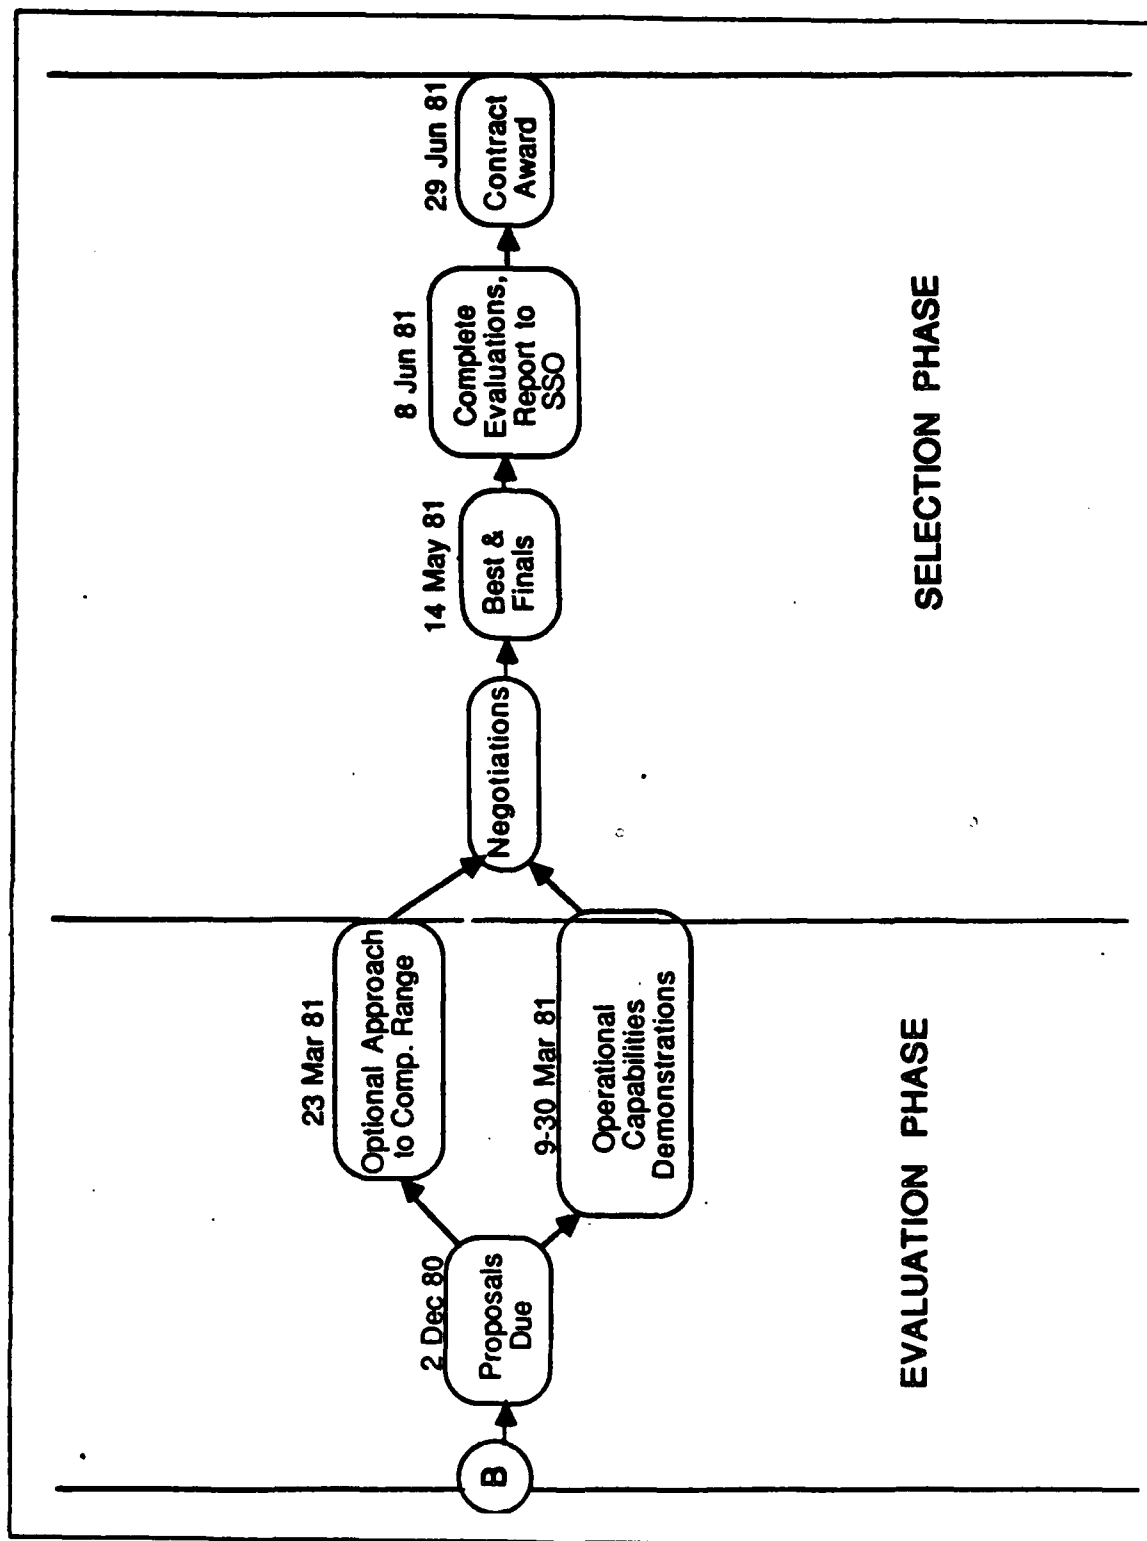 B
2 Dec 80
Proposals
Due
23 Mar 81
Optional Approach
to Comp. Range
9-30 Mar 81
Operational
Capabilities
Demonstrations
EVALUATION PHASE
Negotiations
14 May 81
Best &
Finals
8 Jun 81
Complete
Evaluations,
Report to
SSO
29 Jun 81
Contract
Award
SELECTION PHASE